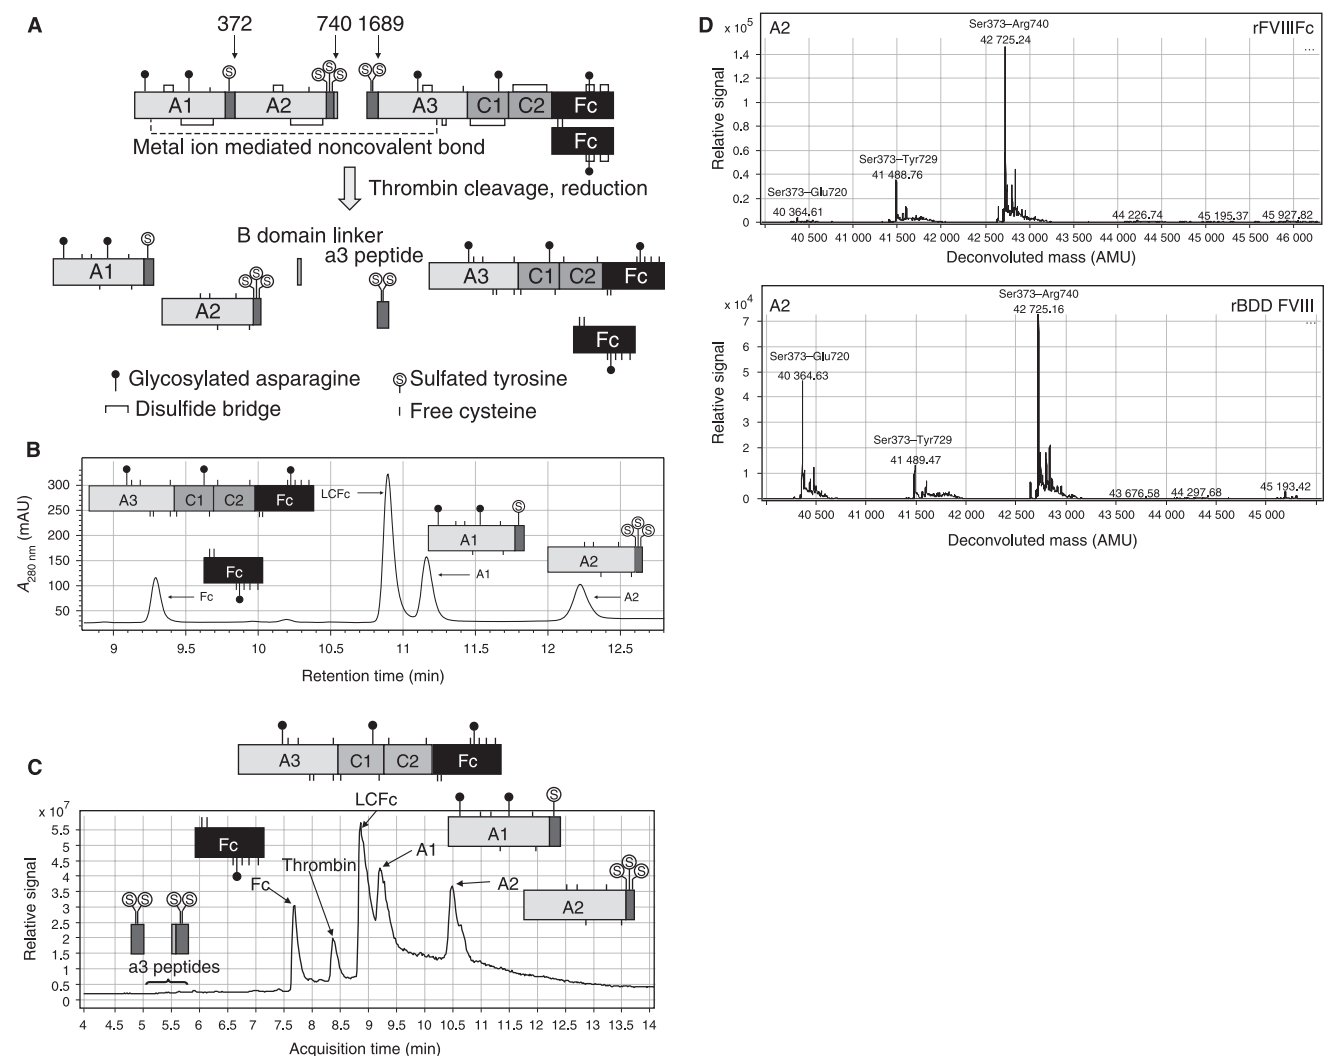 A
372
740
1689
S
S
S
S
S
S
A1
A2
A3
C1
C2
Fc
Fc
Metal ion mediated noncovalent bond
Thrombin cleavage, reduction
B domain linker
a3 peptide
S
A1
S
S
S
A2
S
S
A3
C1
C2
Fc
Fc
Glycosylated asparagine
S Sulfated tyrosine
Disulfide bridge
Free cysteine
B
A280 nm (mAU)
300
250
200
150
100
50
A3
C1
C2
Fc
Fc
Fc
LCFc
S
A1
A1
S
S
S
A2
A2
9
9.5
10
10.5
11
11.5
12
12.5
Retention time (min)
C
A3
C1
C2
Fc
x 10^7
Relative signal
5.5
5
4.5
4
3.5
3
2.5
2
1.5
1
0.5
0
S
S
S
S
a3 peptides
Fc
Fc
Thrombin
LCFc
A1
S
A1
A2
S
S
S
A2
4
4.5
5
5.5
6
6.5
7
7.5
8
8.5
9
9.5
10
10.5
11
11.5
12
12.5
13
13.5
14
Acquisition time (min)
D
x 10^5
A2
Ser373–Arg740
42 725.24
rFVIIIFc
...
Relative signal
1.4
1.2
1
0.8
0.6
0.4
0.2
0
Ser373–Tyr729
41 488.76
Ser373–Glu720
40 364.61
44 226.74
45 195.37
45 927.82
40 500
41 000
41 500
42 000
42 500
43 000
43 500
44 000
44 500
45 000
45 500
46 000
Deconvoluted mass (AMU)
x 10^4
A2
Ser373–Arg740
42 725.16
rBDD FVIII
...
Relative signal
7
6
5
4
3
2
1
0
Ser373–Glu720
40 364.63
Ser373–Tyr729
41 489.47
43 676.58
44 297.68
45 193.42
40 500
41 000
41 500
42 000
42 500
43 000
43 500
44 000
44 500
45 000
Deconvoluted mass (AMU)